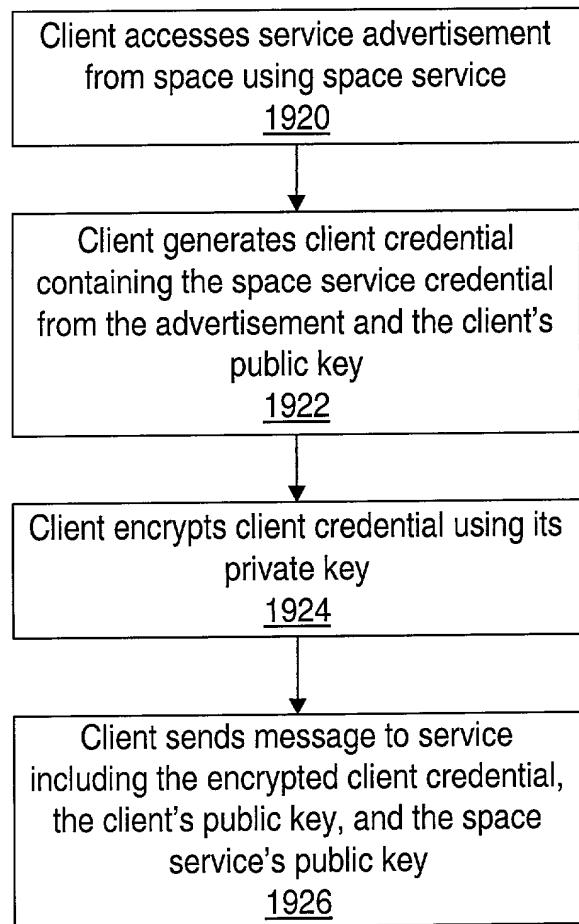 Client accesses service advertisement
from space using space service
1920
Client generates client credential
containing the space service credential
from the advertisement and the client's
public key
1922
Client encrypts client credential using its
private key
1924
Client sends message to service
including the encrypted client credential,
the client's public key, and the space
service's public key
1926